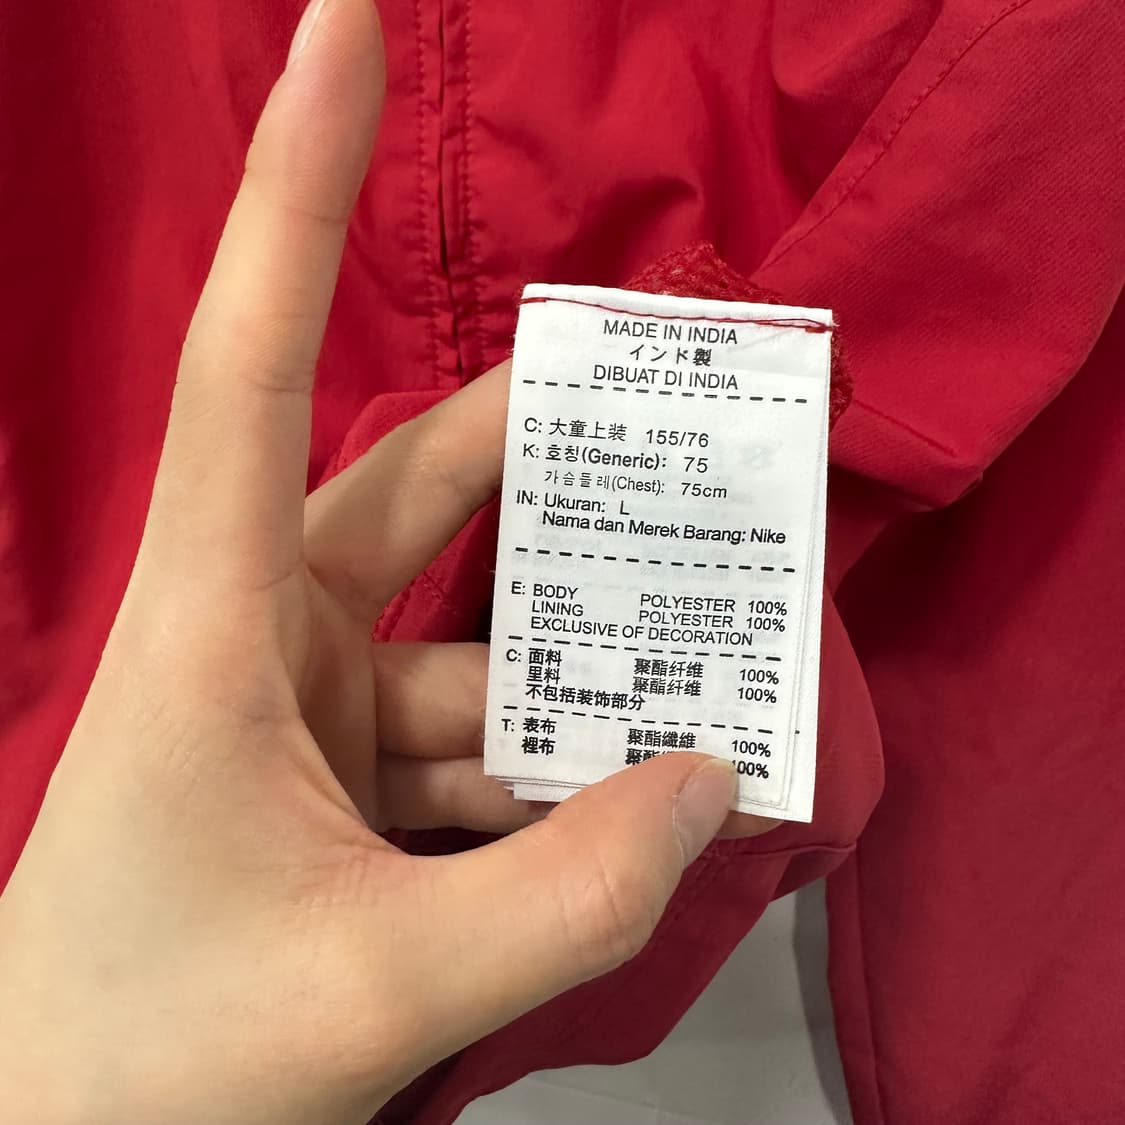 MADE IN INDIA
インド製
DIBUAT DI INDIA
C: 大童上装 155/76
K: 호칭(Generic): 75
가슴둘레(Chest): 75cm
IN: Ukuran: L
Nama dan Merek Barang: Nike
E: BODY POLYESTER 100%
LINING POLYESTER 100%
EXCLUSIVE OF DECORATION
C: 面料 聚酯纤维 100%
里料 聚酯纤维 100%
不包括装饰部分
T: 表布 聚酯纖維 100%
裡布 聚酯 100%